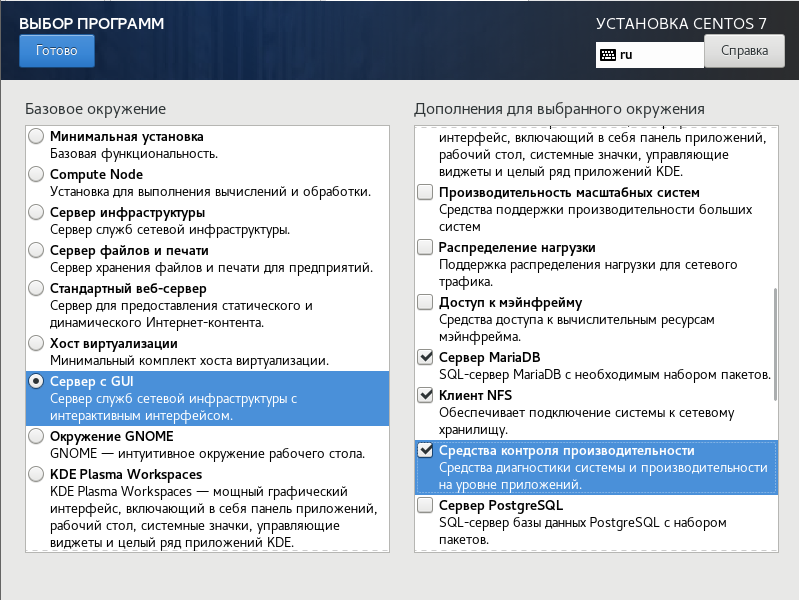 ВЫБОР ПРОГРАММ
УСТАНОВКА CENTOS 7
Готово
ru
Справка
Базовое окружение
Минимальная установка
Базовая функциональность.
Compute Node
Установка для выполнения вычислений и обработки.
Сервер инфраструктуры
Сервер служб сетевой инфраструктуры.
Сервер файлов и печати
Сервер хранения файлов и печати для предприятий.
Стандартный веб-сервер
Сервер для предоставления статического и
динамического Интернет-контента.
Хост виртуализации
Минимальный комплект хоста виртуализации.
Сервер с GUI
Сервер служб сетевой инфраструктуры с
интерактивным интерфейсом.
Окружение GNOME
GNOME — интуитивное окружение рабочего стола.
KDE Plasma Workspaces
KDE Plasma Workspaces — мощный графический
интерфейс, включающий в себя панель приложений,
рабочий стол, системные значки, управляющие
виджеты и целый ряд приложений KDE.
Дополнения для выбранного окружения
интерфейс, включающий в себя панель приложений,
рабочий стол, системные значки, управляющие
виджеты и целый ряд приложений KDE.
Производительность масштабных систем
Средства поддержки производительности больших
систем
Распределение нагрузки
Поддержка распределения нагрузки для сетевого
трафика.
Доступ к мэйнфрейму
Средства доступа к вычислительным ресурсам
мэйнфрейма.
Сервер MariaDB
SQL-сервер MariaDB с необходимым набором пакетов.
Клиент NFS
Обеспечивает подключение системы к сетевому
хранилищу.
Средства контроля производительности
Средства диагностики системы и производительности
на уровне приложений.
Сервер PostgreSQL
SQL-сервер базы данных PostgreSQL с набором
пакетов.